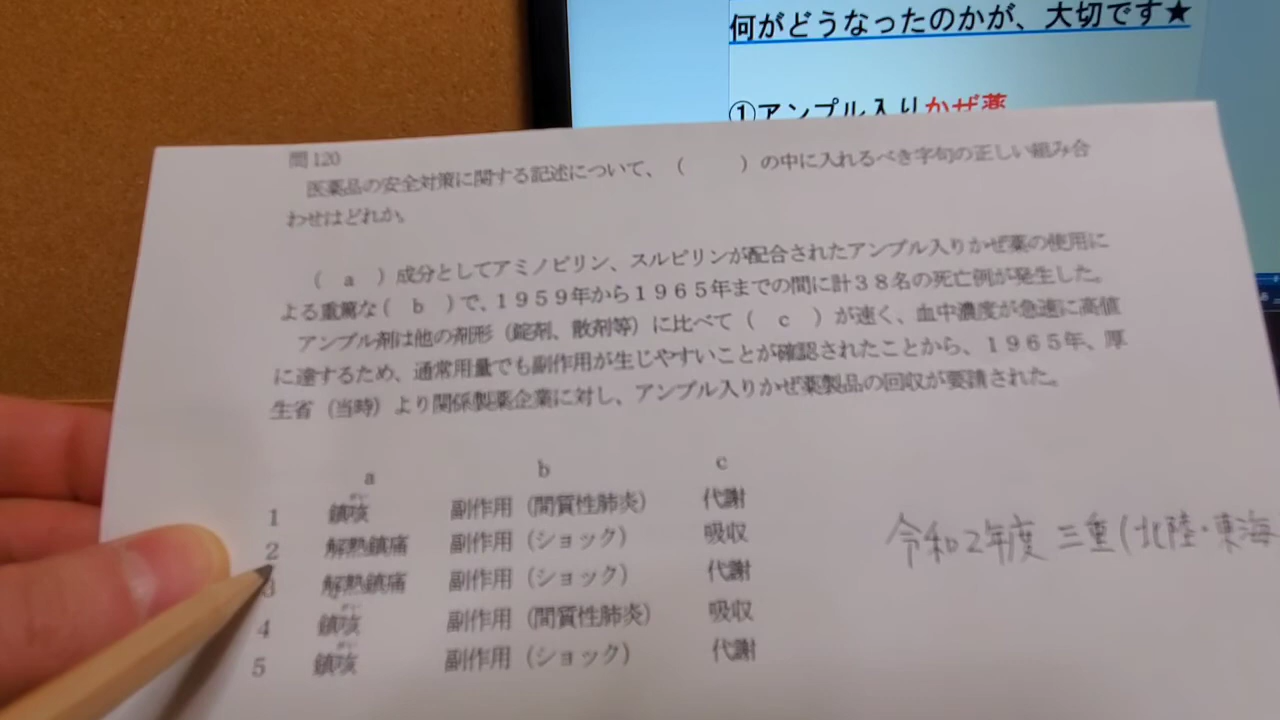 何がどうなったのかが、大切です★
①アンプル入りかぜ薬
問120
医薬品の安全対策に関する記述について、（　　）の中に入れるべき字句の正しい組み合
わせはどれか。
（　a　）成分としてアミノピリン、スルピリンが配合されたアンプル入りかぜ薬の使用に
よる重篤な（　b　）で、１９５９年から１９６５年までの間に計３８名の死亡例が発生した。
アンプル剤は他の剤形（錠剤、散剤等）に比べて（　c　）が速く、血中濃度が急速に高値
に達するため、通常用量でも副作用が生じやすいことが確認されたことから、１９６５年、厚
生省（当時）より関係製薬企業に対し、アンプル入りかぜ薬製品の回収が要請された。
a b c
1 鎮咳 副作用（間質性肺炎） 代謝
2 解熱鎮痛 副作用（ショック） 吸収
3 解熱鎮痛 副作用（ショック） 代謝
4 鎮咳 副作用（間質性肺炎） 吸収
5 鎮咳 副作用（ショック） 代謝
令和2年度 三重(北陸・東海